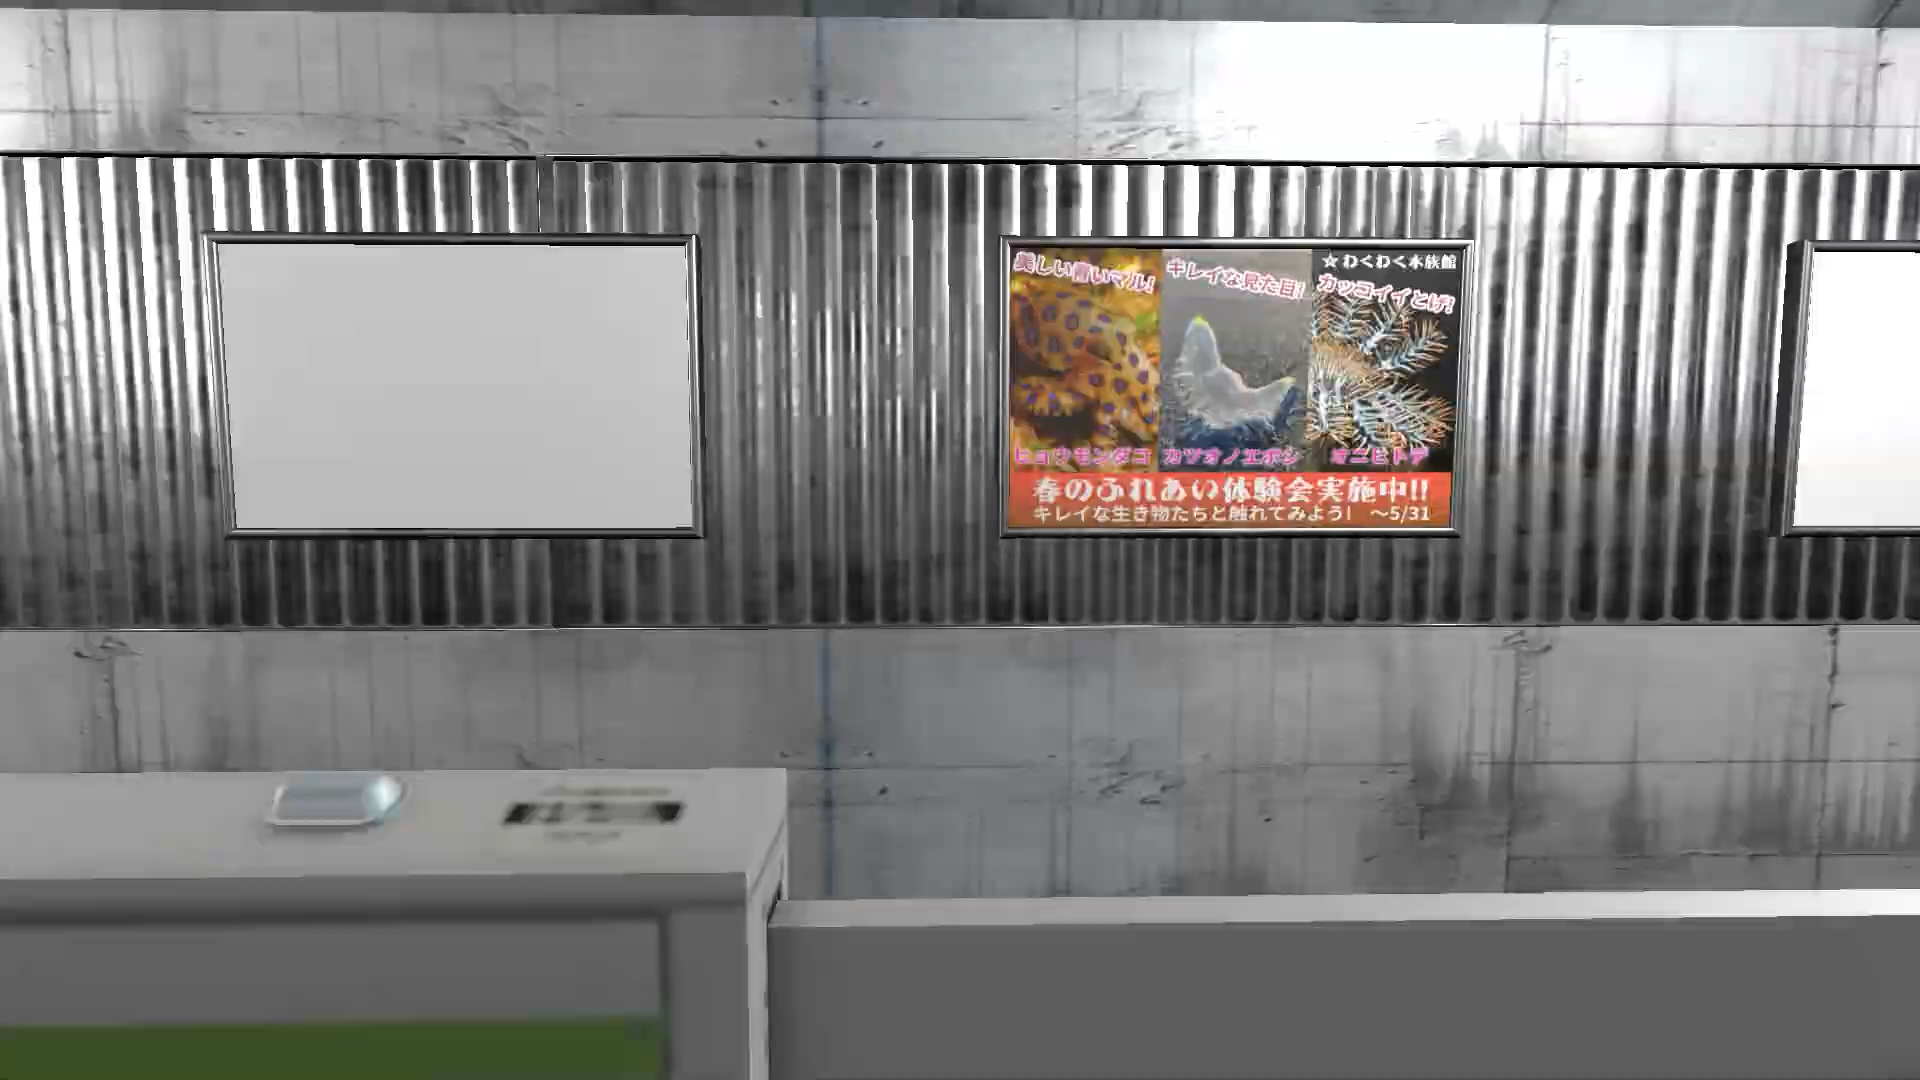 ☆わくわく水族館
美しい青いマル!
キレイな見た目!
カッコイイとげ!
ヒョウモンダコ
カツオノエボシ
オニヒトデ
春のふれあい体験会実施中!!
キレイな生き物たちと触れてみよう! ～5/31